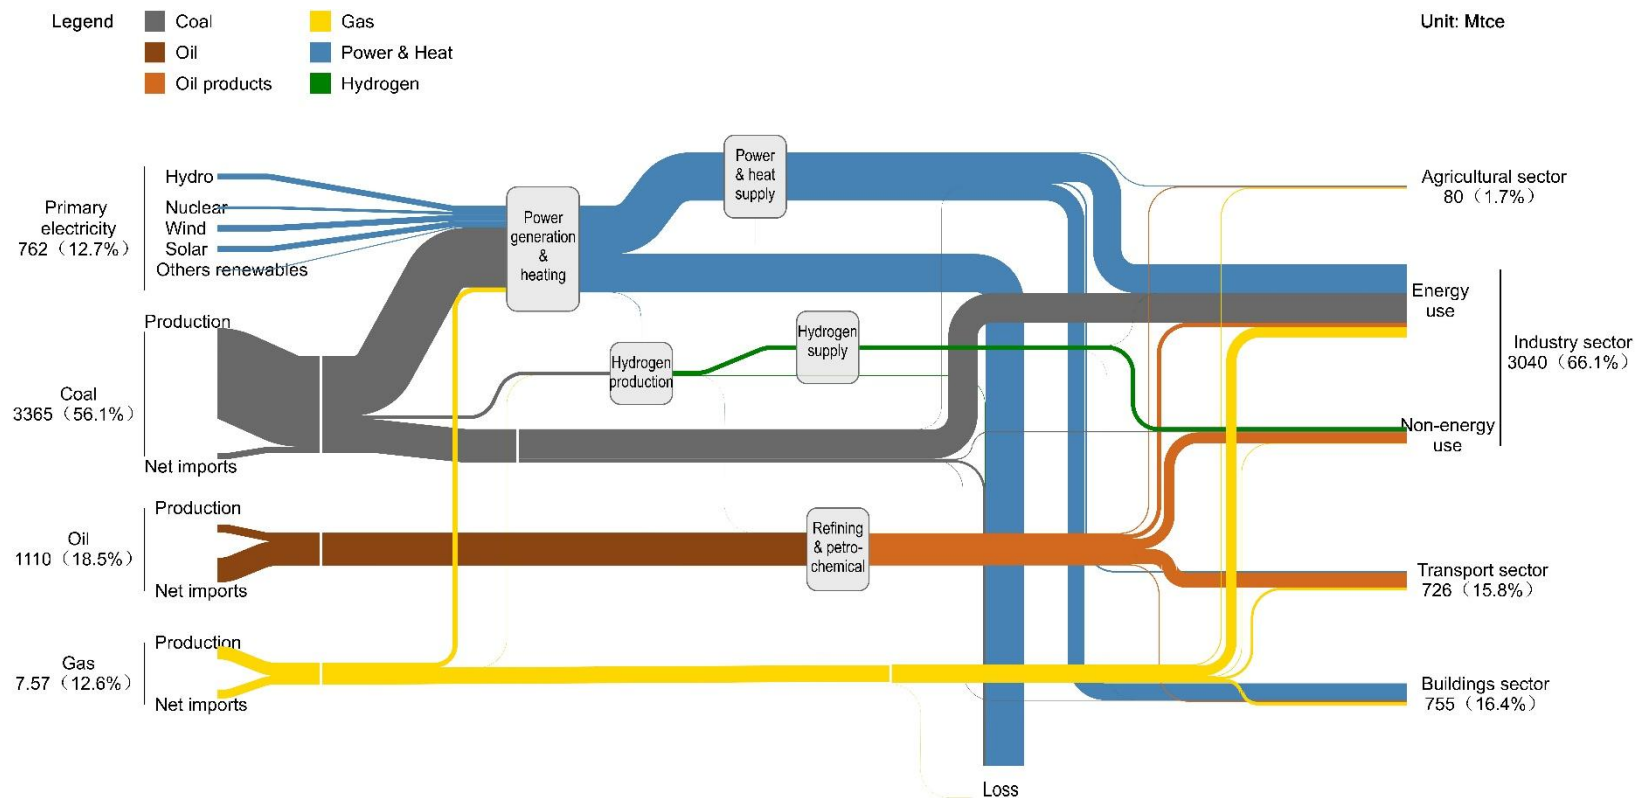 Legend
Coal
Gas
Unit: Mtce
Oil
Power & Heat
Oil products
Hydrogen
Primary
electricity
762（12.7%）
Hydro
Nuclear
Wind
Solar
Others renewables
Production
Coal
3365（56.1%）
Net imports
Production
Oil
1110（18.5%）
Net imports
Production
Gas
7.57（12.6%）
Net imports
Power
generation
&
heating
Power
& heat
supply
Hydrogen
production
Hydrogen
supply
Refining
& petro-
chemical
Loss
Agricultural sector
80（1.7%）
Energy
use
Industry sector
3040（66.1%）
Non-energy
use
Transport sector
726（15.8%）
Buildings sector
755（16.4%）